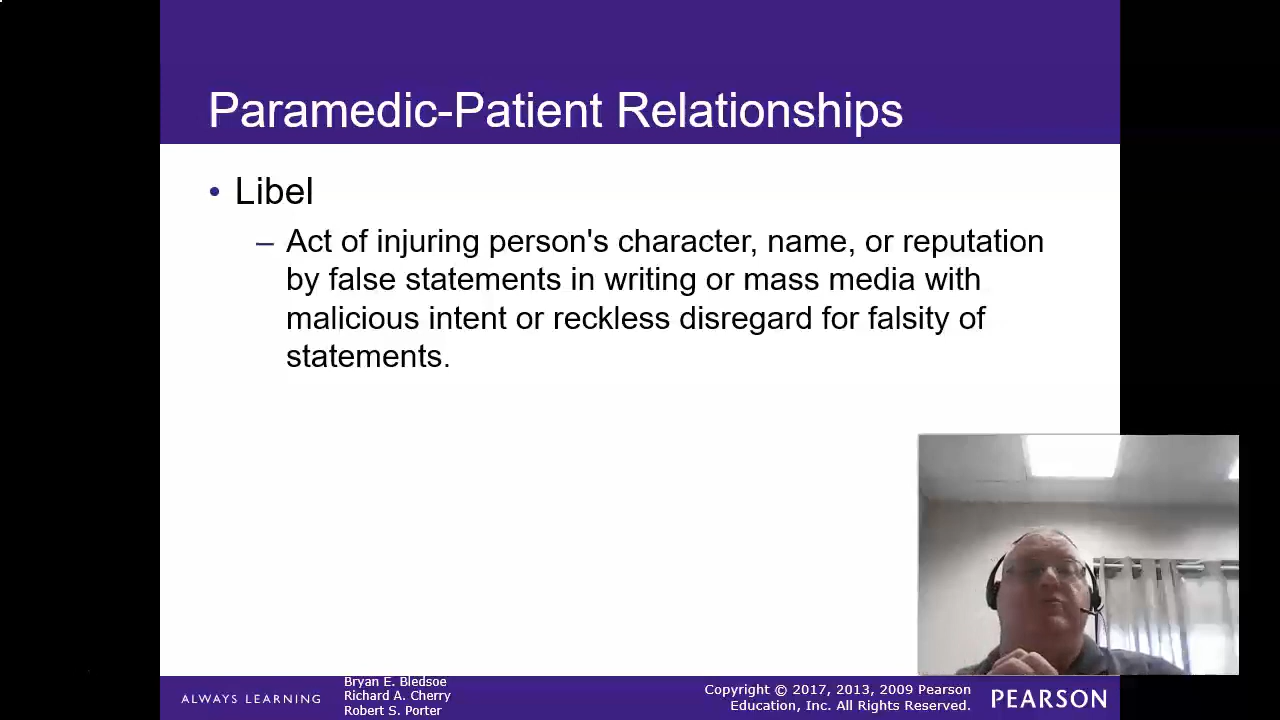 Paramedic-Patient Relationships
• Libel
– Act of injuring person's character, name, or reputation
by false statements in writing or mass media with
malicious intent or reckless disregard for falsity of
statements.
ALWAYS LEARNING
Bryan E. Bledsoe
Richard A. Cherry
Robert S. Porter
Copyright © 2017, 2013, 2009 Pearson
Education, Inc. All Rights Reserved.
PEARSON